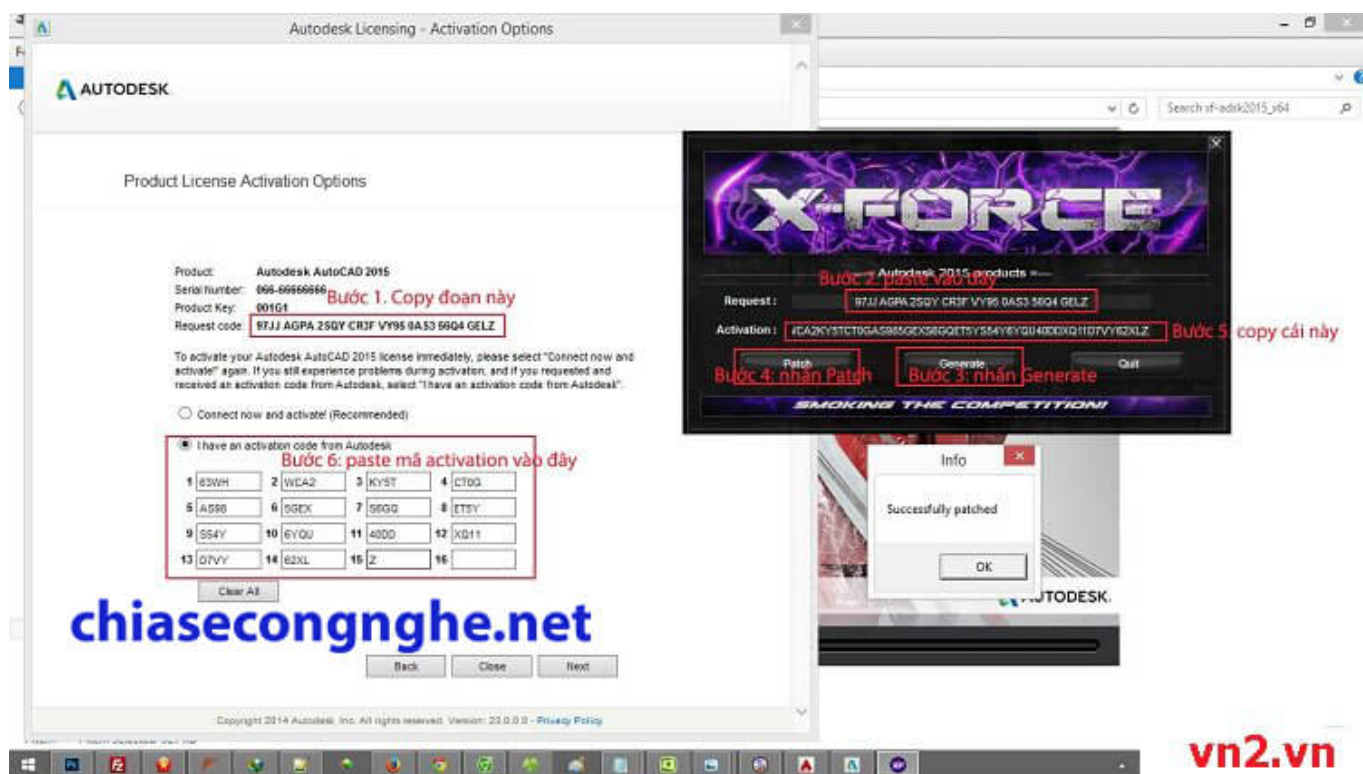 Autodesk Licensing - Activation Options
AUTODESK
Search xf-adsk2015_x64
Product License Activation Options
Product: Autodesk AutoCAD 2015
Serial Number: 066-66666666
Product Key: 001G1
Bước 1. Copy đoạn này
Request code: 97JJ AGPA 2SQY CR3F VY95 0AS3 56Q4 GELZ
To activate your Autodesk AutoCAD 2015 license immediately, please select "Connect now and
activate!" again. If you still experience problems during activation, and if you requested and
received an activation code from Autodesk, select "I have an activation code from Autodesk".
Connect now and activate! (Recommended)
I have an activation code from Autodesk
Bước 6: paste mã activation vào đây
1 63WH 2 WCA2 3 KY5T 4 CT0G
5 AS98 6 5GEX 7 S6GQ 8 ET5Y
9 S54Y 10 6YQU 11 40DD 12 XQ11
13 D7VY 14 62XL 15 Z 16
Clear All
chiasecongnghe.net
Back Close Next
Copyright 2014 Autodesk, Inc. All rights reserved. Version: 23.0.0.0 - Privacy Policy
X-FORCE
Autodesk 2015 products
Bước 2: paste vào đây
Request : 97JJ AGPA 2SQY CR3F VY95 0AS3 56Q4 GELZ
Activation : CA2KY5TCT0GAS985GEXS6GQET5YS54Y6YQU40DDXQ11D7VY62XLZ
Bước 5: copy cái này
Patch Generate Quit
Bước 4: nhấn Patch
Bước 3: nhấn Generate
SMOKING THE COMPETITION!
Info
Successfully patched
OK
AUTODESK
vn2.vn